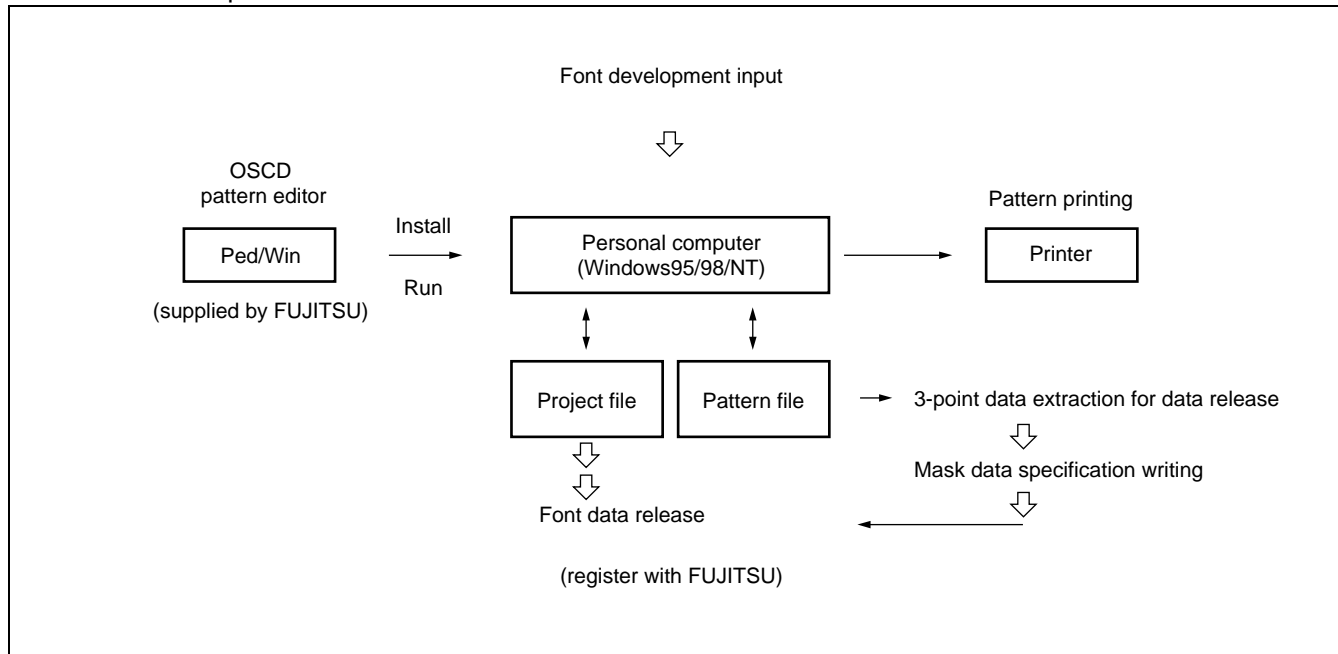 Font development input
OSCD
pattern editor
Ped/Win
(supplied by FUJITSU)
Install
Run
Personal computer
(Windows95/98/NT)
Pattern printing
Printer
Project file
Pattern file
3-point data extraction for data release
Mask data specification writing
Font data release
(register with FUJITSU)